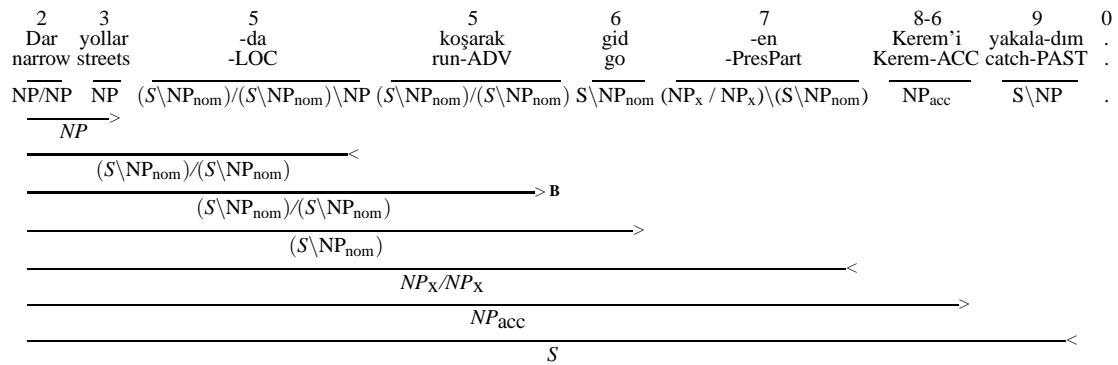 2 3 5 5 6 7 8-6 9 0
Dar yollar -da koşarak gid -en Kerem'i yakala-dım .
narrow streets -LOC run-ADV go -PresPart Kerem-ACC catch-PAST .
NP/NP NP (S\NPnom)/(S\NPnom)\NP (S\NPnom)/(S\NPnom) S\NPnom (NPx / NPx)\(S\NPnom) NPacc S\NP .
>
NP
<
(S\NPnom)/(S\NPnom)
> B
(S\NPnom)/(S\NPnom)
>
(S\NPnom)
<
NPx/NPx
>
NPacc
<
S